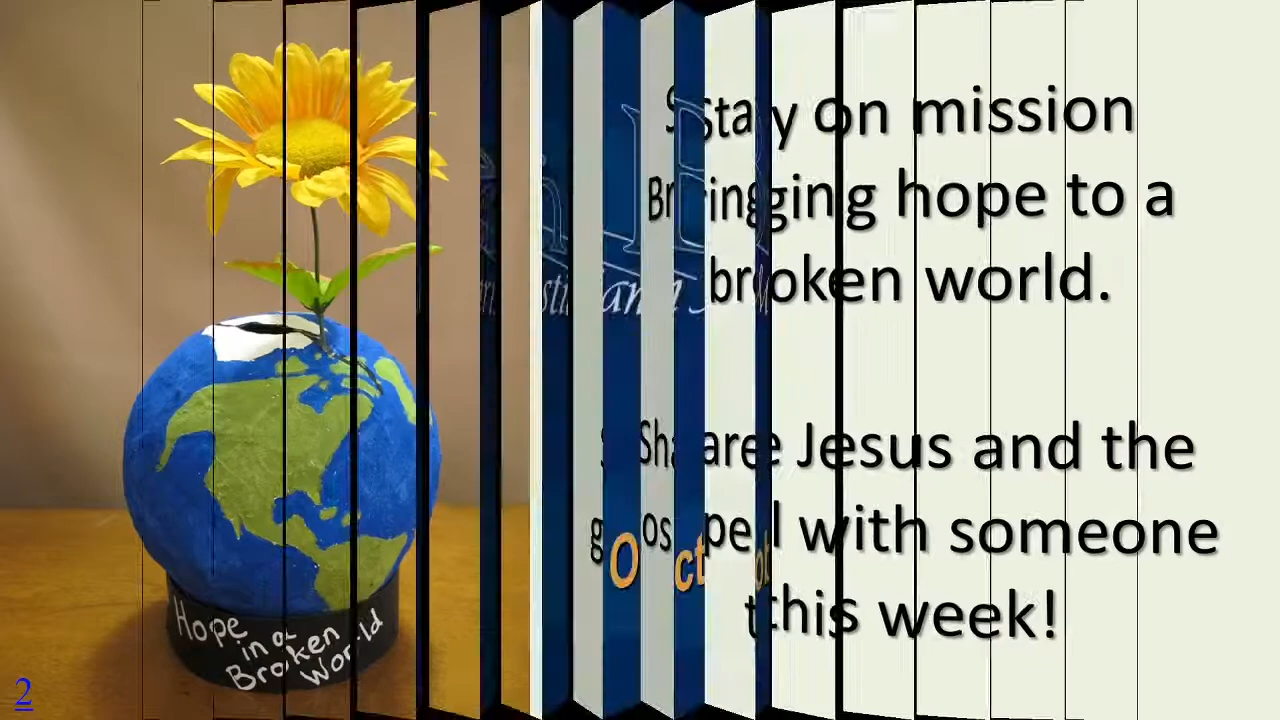 Stay on mission
Bringing hope to a
broken world.
Share Jesus and the
gospel with someone
this week!
Hope
in a
Broken
World
2